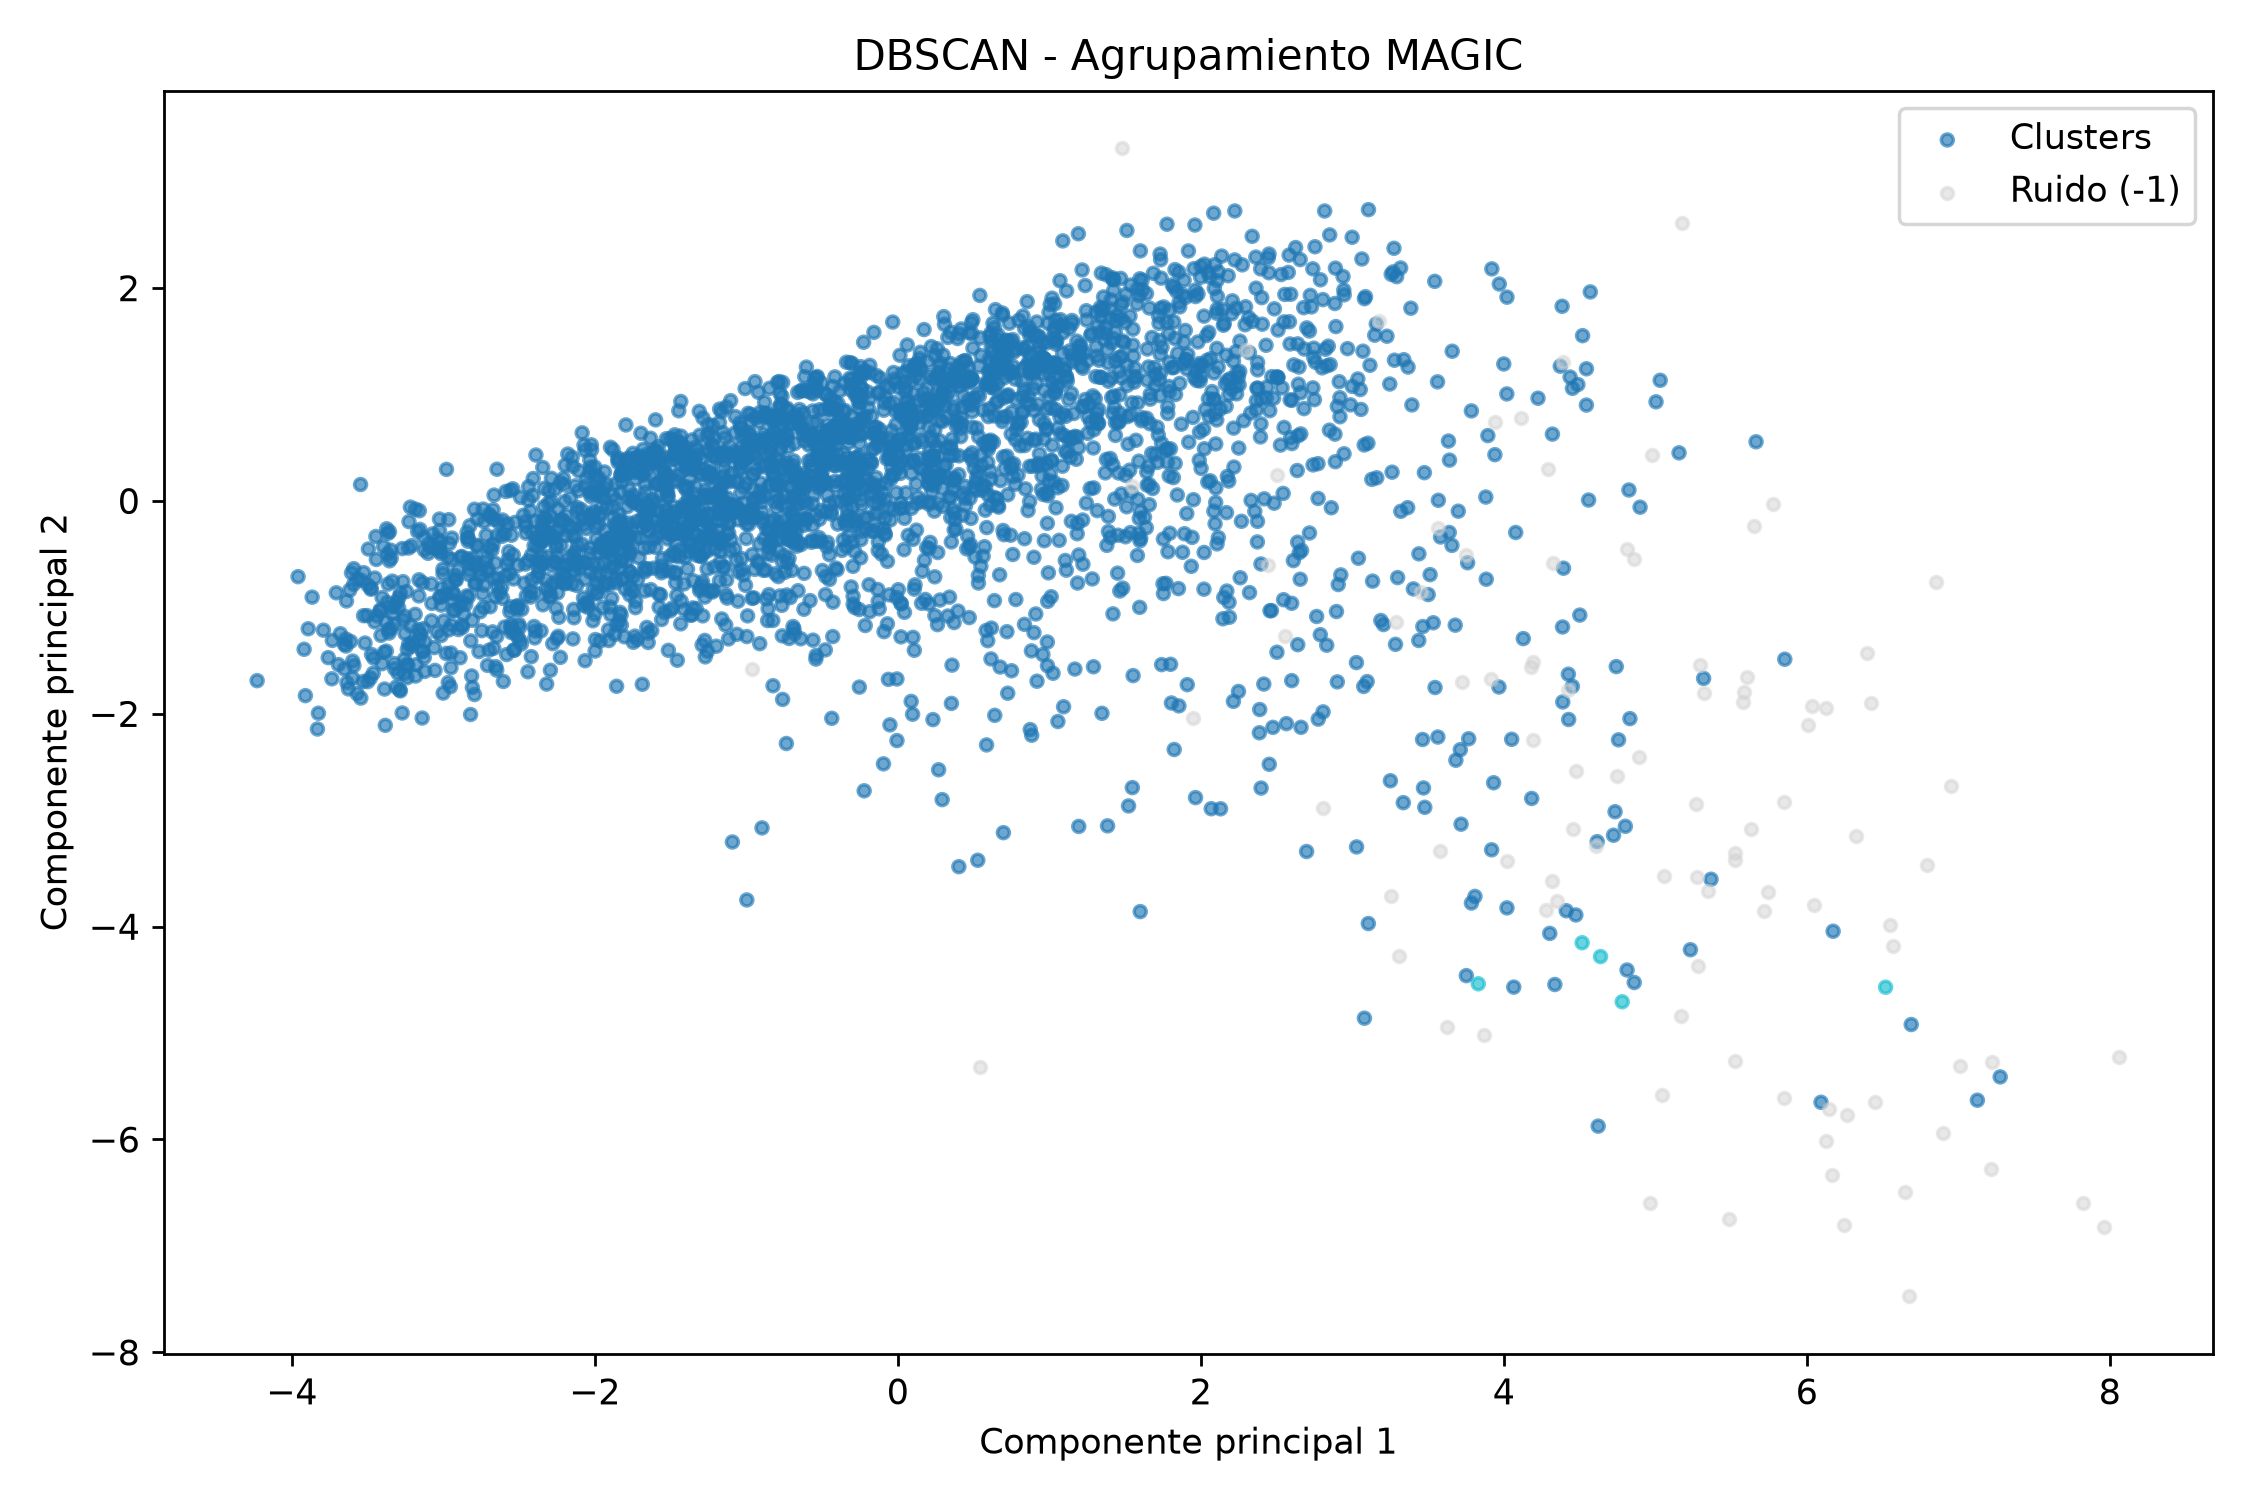 DBSCAN - Agrupamiento MAGIC
Clusters
Ruido (-1)
2
0
−2
−4
−6
−8
Componente principal 2
−4
−2
0
2
4
6
8
Componente principal 1